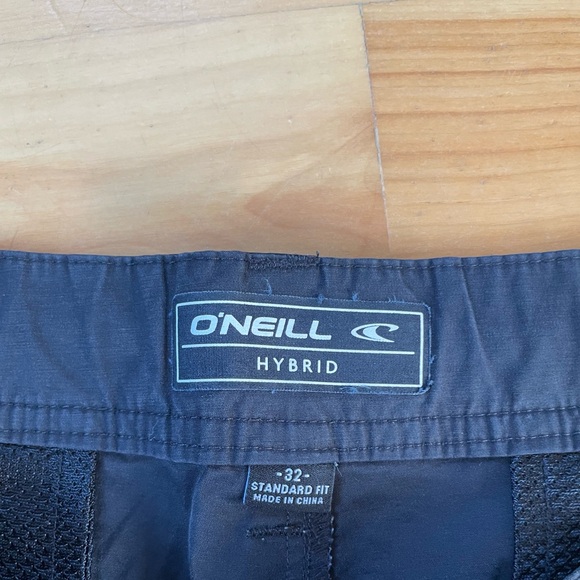 O'NEILL
HYBRID
-32-
STANDARD FIT
MADE IN CHINA